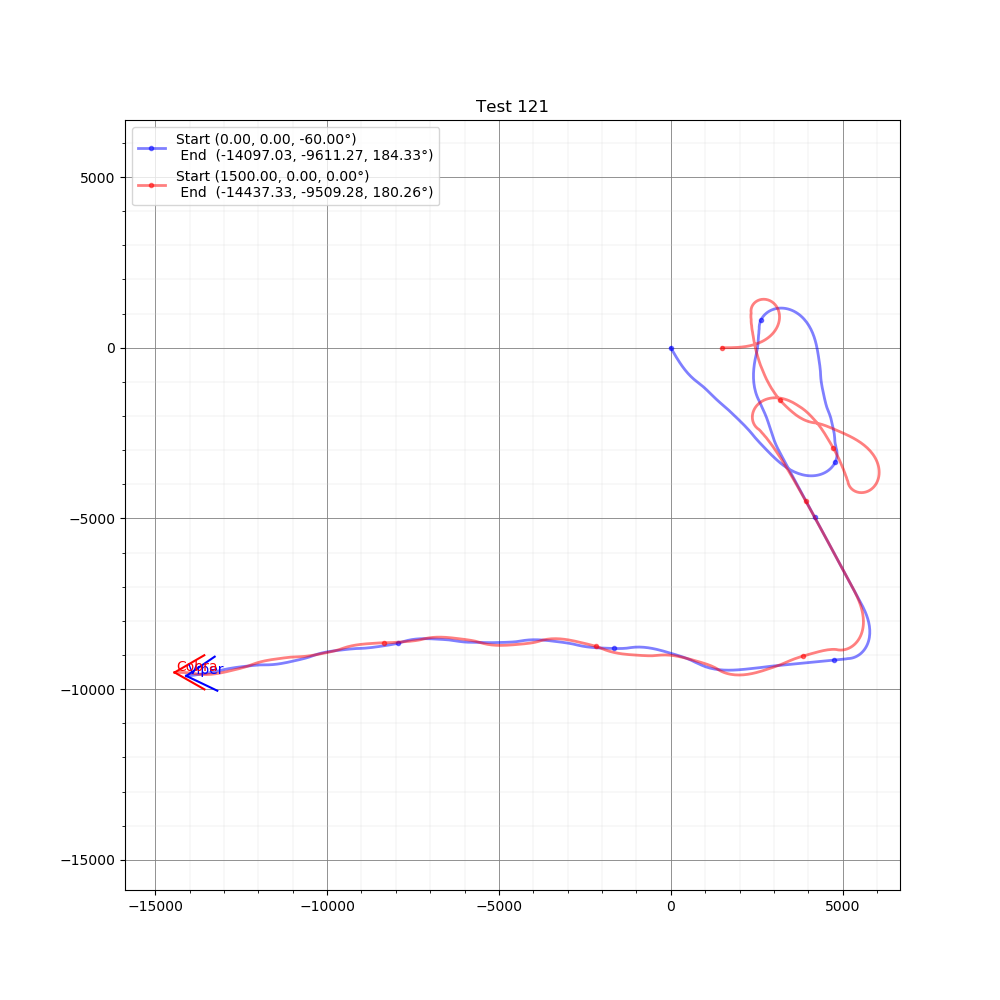 Test 121
Start (0.00, 0.00, -60.00°)
End (-14097.03, -9611.27, 184.33°)
Start (1500.00, 0.00, 0.00°)
End (-14437.33, -9509.28, 180.26°)
5000
0
−5000
−10000
−15000
Cobra
Viper
−15000
−10000
−5000
0
5000